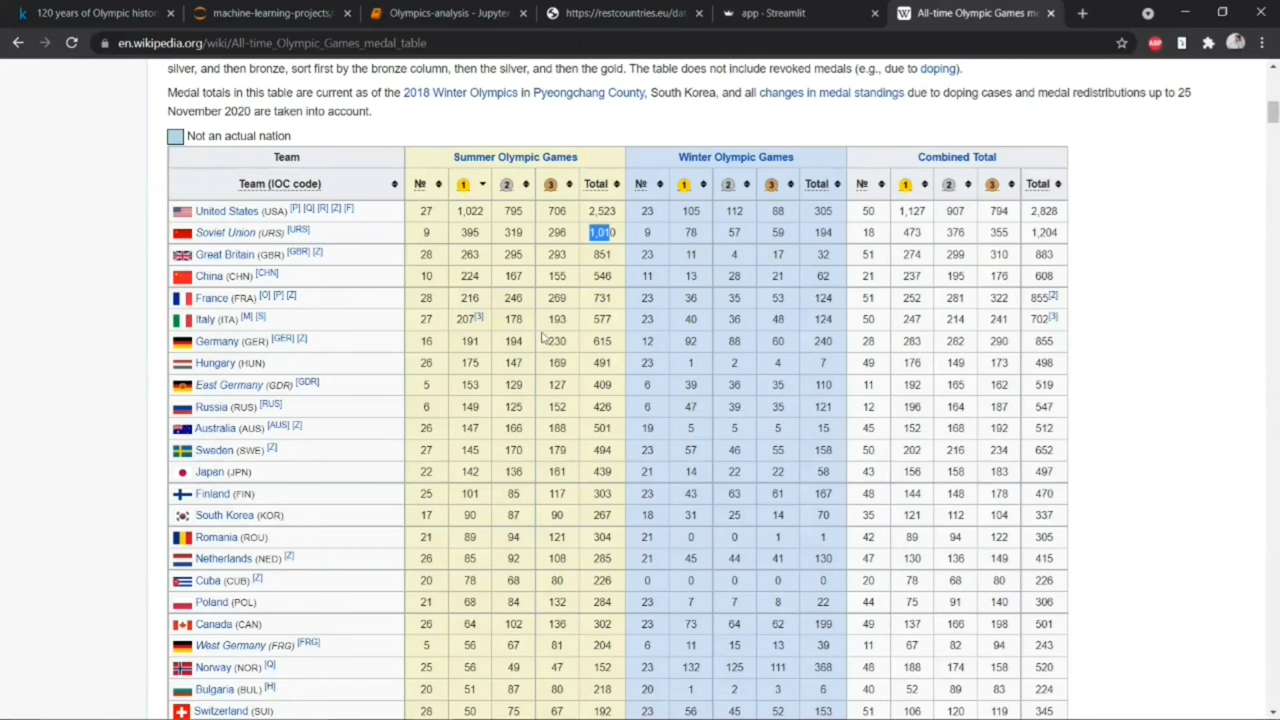 120 years of Olympic histor
machine-learning-projects/
Olympics-analysis - Jupyter
https://restcountries.eu/dat
app - Streamlit
All-time Olympic Games m
en.wikipedia.org/wiki/All-time_Olympic_Games_medal_table
ABP
silver, and then bronze, sort first by the bronze column, then the silver, and then the gold. The table does not include revoked medals (e.g., due to doping).
Medal totals in this table are current as of the 2018 Winter Olympics in Pyeongchang County, South Korea, and all changes in medal standings due to doping cases and medal redistributions up to 25
November 2020 are taken into account.
Not an actual nation
Team Summer Olympic Games Winter Olympic Games Combined Total
Team (IOC code) № 1 2 3 Total № 1 2 3 Total № 1 2 3 Total
United States (USA) [P] [Q] [R] [Z] [F] 27 1,022 795 706 2,523 23 105 112 88 305 50 1,127 907 794 2,828
Soviet Union (URS) [URS] 9 395 319 296 1,010 9 78 57 59 194 18 473 376 355 1,204
Great Britain (GBR) [GBR] [Z] 28 263 295 293 851 23 11 4 17 32 51 274 299 310 883
China (CHN) [CHN] 10 224 167 155 546 11 13 28 21 62 21 237 195 176 608
France (FRA) [O] [P] [Z] 28 216 246 269 731 23 36 35 53 124 51 252 281 322 855[2]
Italy (ITA) [M] [S] 27 207[3] 178 193 577 23 40 36 48 124 50 247 214 241 702[3]
Germany (GER) [GER] [Z] 16 191 194 230 615 12 92 88 60 240 28 283 282 290 855
Hungary (HUN) 26 175 147 169 491 23 1 2 4 7 49 176 149 173 498
East Germany (GDR) [GDR] 5 153 129 127 409 6 39 36 35 110 11 192 165 162 519
Russia (RUS) [RUS] 6 149 125 152 426 6 47 39 35 121 12 196 164 187 547
Australia (AUS) [AUS] [Z] 26 147 166 188 501 19 5 5 5 15 45 152 168 192 512
Sweden (SWE) [Z] 27 145 170 179 494 23 57 46 55 158 50 202 216 234 652
Japan (JPN) 22 142 136 161 439 21 14 22 22 58 43 156 158 183 497
Finland (FIN) 25 101 85 117 303 23 43 63 61 167 48 144 148 178 470
South Korea (KOR) 17 90 87 90 267 18 31 25 14 70 35 121 112 104 337
Romania (ROU) 21 89 94 121 304 21 0 0 1 1 42 89 94 122 305
Netherlands (NED) [Z] 26 85 92 108 285 21 45 44 41 130 47 130 136 149 415
Cuba (CUB) [Z] 20 78 68 80 226 0 0 0 0 0 20 78 68 80 226
Poland (POL) 21 68 84 132 284 23 7 7 8 22 44 75 91 140 306
Canada (CAN) 26 64 102 136 302 23 73 64 62 199 49 137 166 198 501
West Germany (FRG) [FRG] 5 56 67 81 204 6 11 15 13 39 11 67 82 94 243
Norway (NOR) [Q] 25 56 49 47 152 23 132 125 111 368 48 188 174 158 520
Bulgaria (BUL) [H] 20 51 87 80 218 20 1 2 3 6 40 52 89 83 224
Switzerland (SUI) 28 50 75 67 192 23 56 45 52 153 51 106 120 119 345